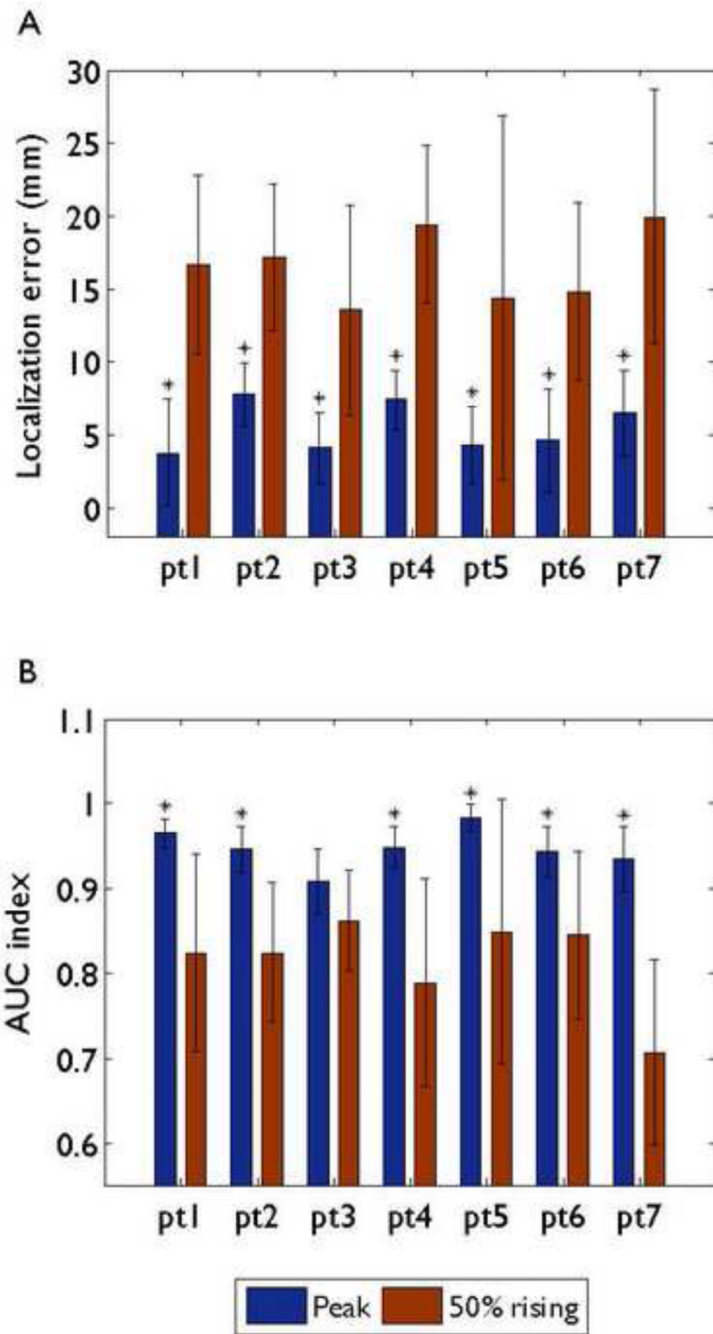 A
Localization error (mm)
30
25
20
15
10
5
0
* * * * * * *
pt1 pt2 pt3 pt4 pt5 pt6 pt7
B
AUC index
1.1
1
0.9
0.8
0.7
0.6
* * * * * *
pt1 pt2 pt3 pt4 pt5 pt6 pt7
Peak 50% rising